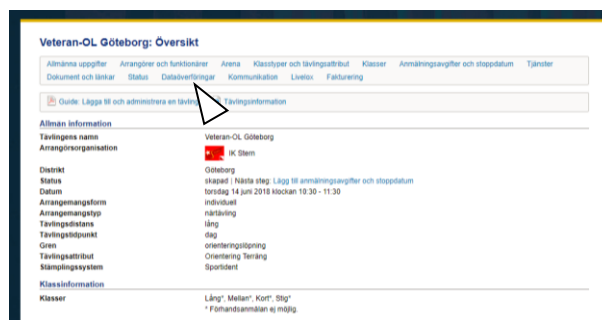 Veteran-OL Göteborg: Översikt
Allmänna uppgifter Arrangörer och funktionärer Arena Klasstyper och tävlingsattribut Klasser Anmälningsavgifter och stoppdatum Tjänster
Dokument och länkar Status Dataöverföringar Kommunikation Livelox Fakturering
Guide: Lägga till och administrera en tävling Tävlingsinformation
Allmän information
Tävlingens namn Veteran-OL Göteborg
Arrangörsorganisation IK Stern
Distrikt Göteborg
Status skapad | Nästa steg: Lägg till anmälningsavgifter och stoppdatum
Datum torsdag 14 juni 2018 klockan 10:30 - 11:30
Arrangemangsform individuell
Arrangemangstyp närtävling
Tävlingsdistans lång
Tävlingstidpunkt dag
Gren orienteringslöpning
Tävlingsattribut Orientering Terräng
Stämplingssystem Sportident
Klassinformation
Klasser Lång*, Mellan*, Kort*, Stig*
* Förhandsanmälan ej möjlig.